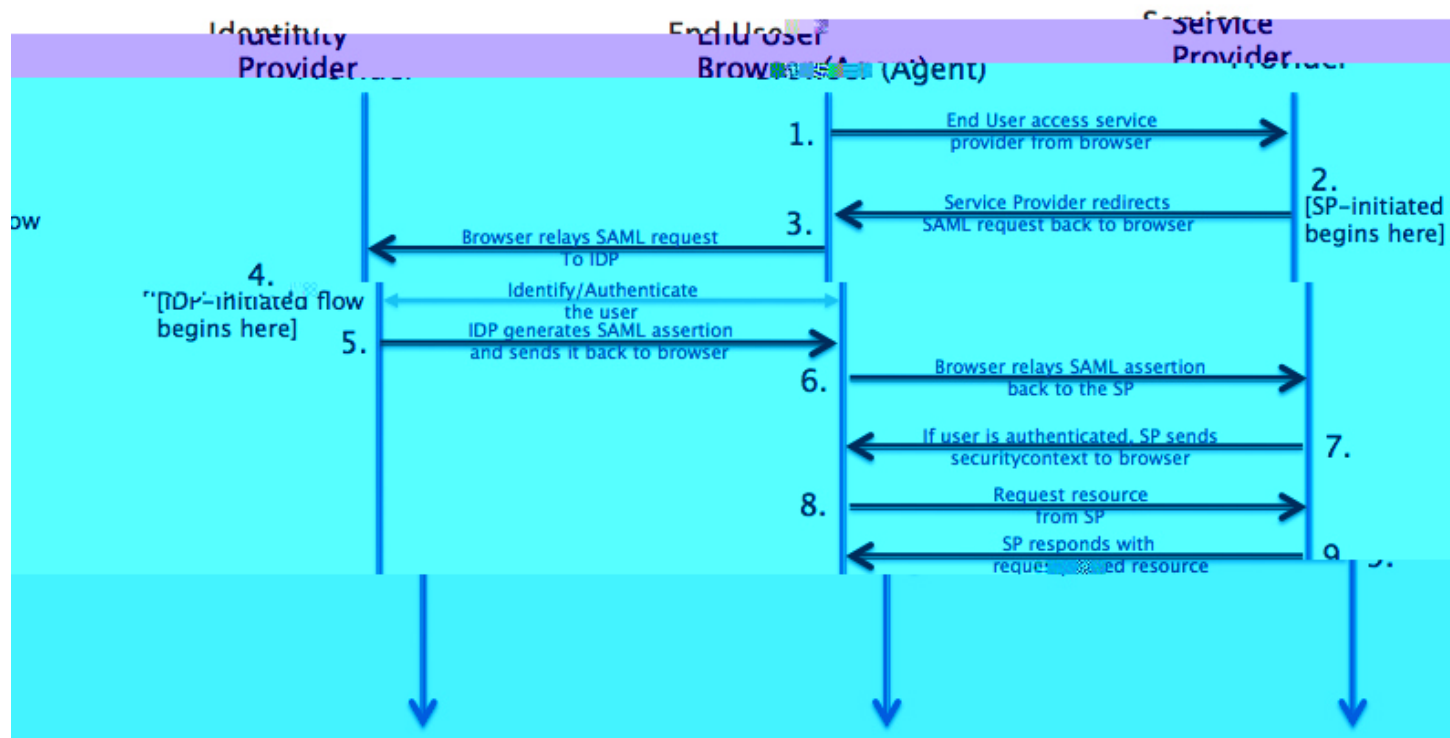 Identity
Provider
End User
Browser (Agent)
Service
Provider
1.
End User access service
provider from browser
2.
[SP-initiated
begins here]
ow
3.
Service Provider redirects
SAML request back to browser
Browser relays SAML request
To IDP
4.
[IDP-initiated flow
begins here]
Identify/Authenticate
the user
5.
IDP generates SAML assertion
and sends it back to browser
6.
Browser relays SAML assertion
back to the SP
If user is authenticated, SP sends
securitycontext to browser
7.
8.
Request resource
from SP
SP responds with
requested resource
9.